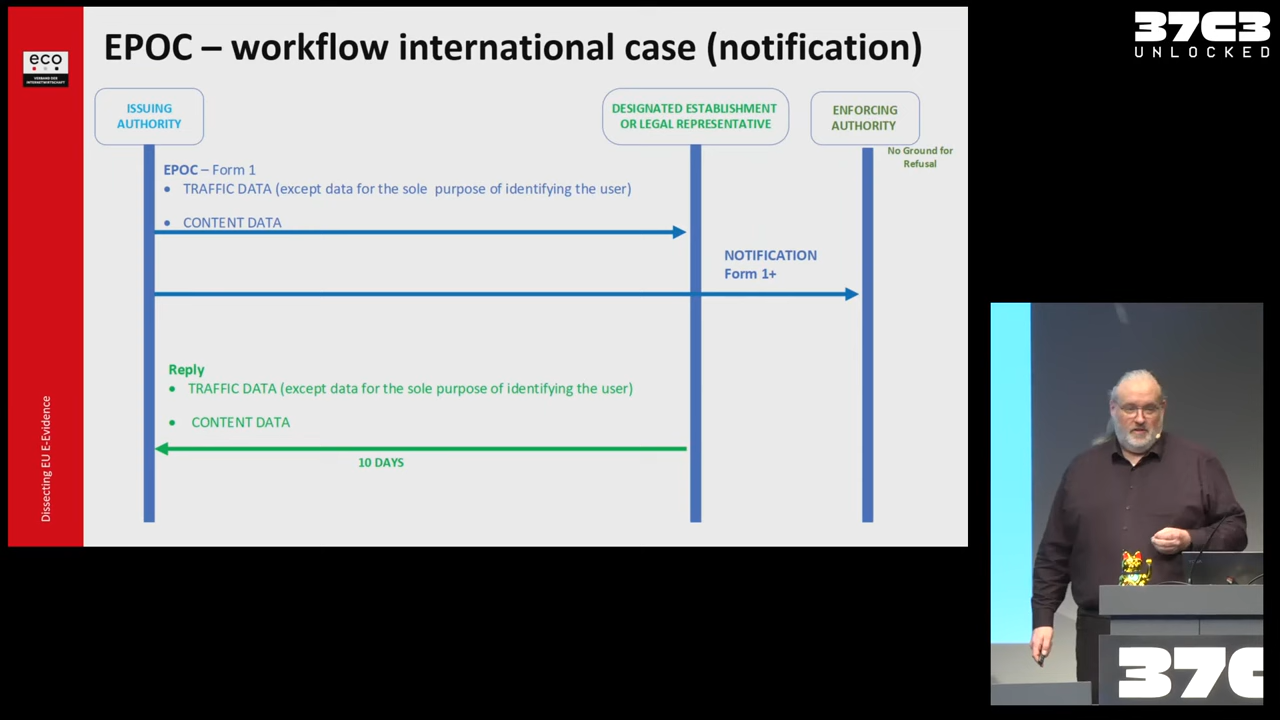 EPOC – workflow international case (notification)
eco
VERBAND DER
INTERNETWIRTSCHAFT
Dissecting EU E-Evidence
ISSUING
AUTHORITY
DESIGNATED ESTABLISHMENT
OR LEGAL REPRESENTATIVE
ENFORCING
AUTHORITY
No Ground for
Refusal
EPOC – Form 1
• TRAFFIC DATA (except data for the sole purpose of identifying the user)
• CONTENT DATA
NOTIFICATION
Form 1+
Reply
• TRAFFIC DATA (except data for the sole purpose of identifying the user)
• CONTENT DATA
10 DAYS
37C3
UNLOCKED
37C